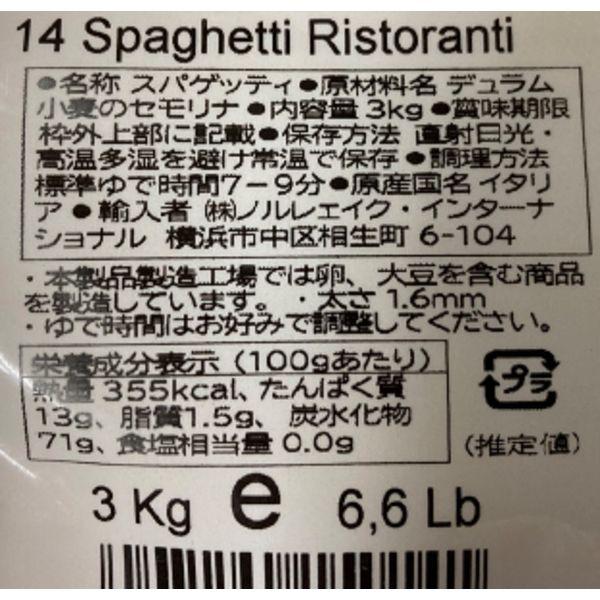 14 Spaghetti Ristoranti
●名称 スパゲッティ●原材料名 デュラム
小麦のセモリナ●内容量3kg●賞味期限
枠外上部に記載●保存方法 直射日光・
高温多湿を避け常温で保存●調理方法
標準ゆで時間7－9分●原産国名 イタリ
ア●輸入者 ㈱ノルレェイク・インターナ
ショナル 横浜市中区相生町 6-104
・本製品製造工場では卵、大豆を含む商品
を製造しています。・太さ1.6mm
・ゆで時間はお好みで調整してください。
栄養成分表示（100gあたり）
熱量 355kcal、たんぱく質
13g、脂質1.5g、炭水化物
71g、食塩相当量 0.0g
プラ
（推定値）
3 Kg e 6,6 Lb